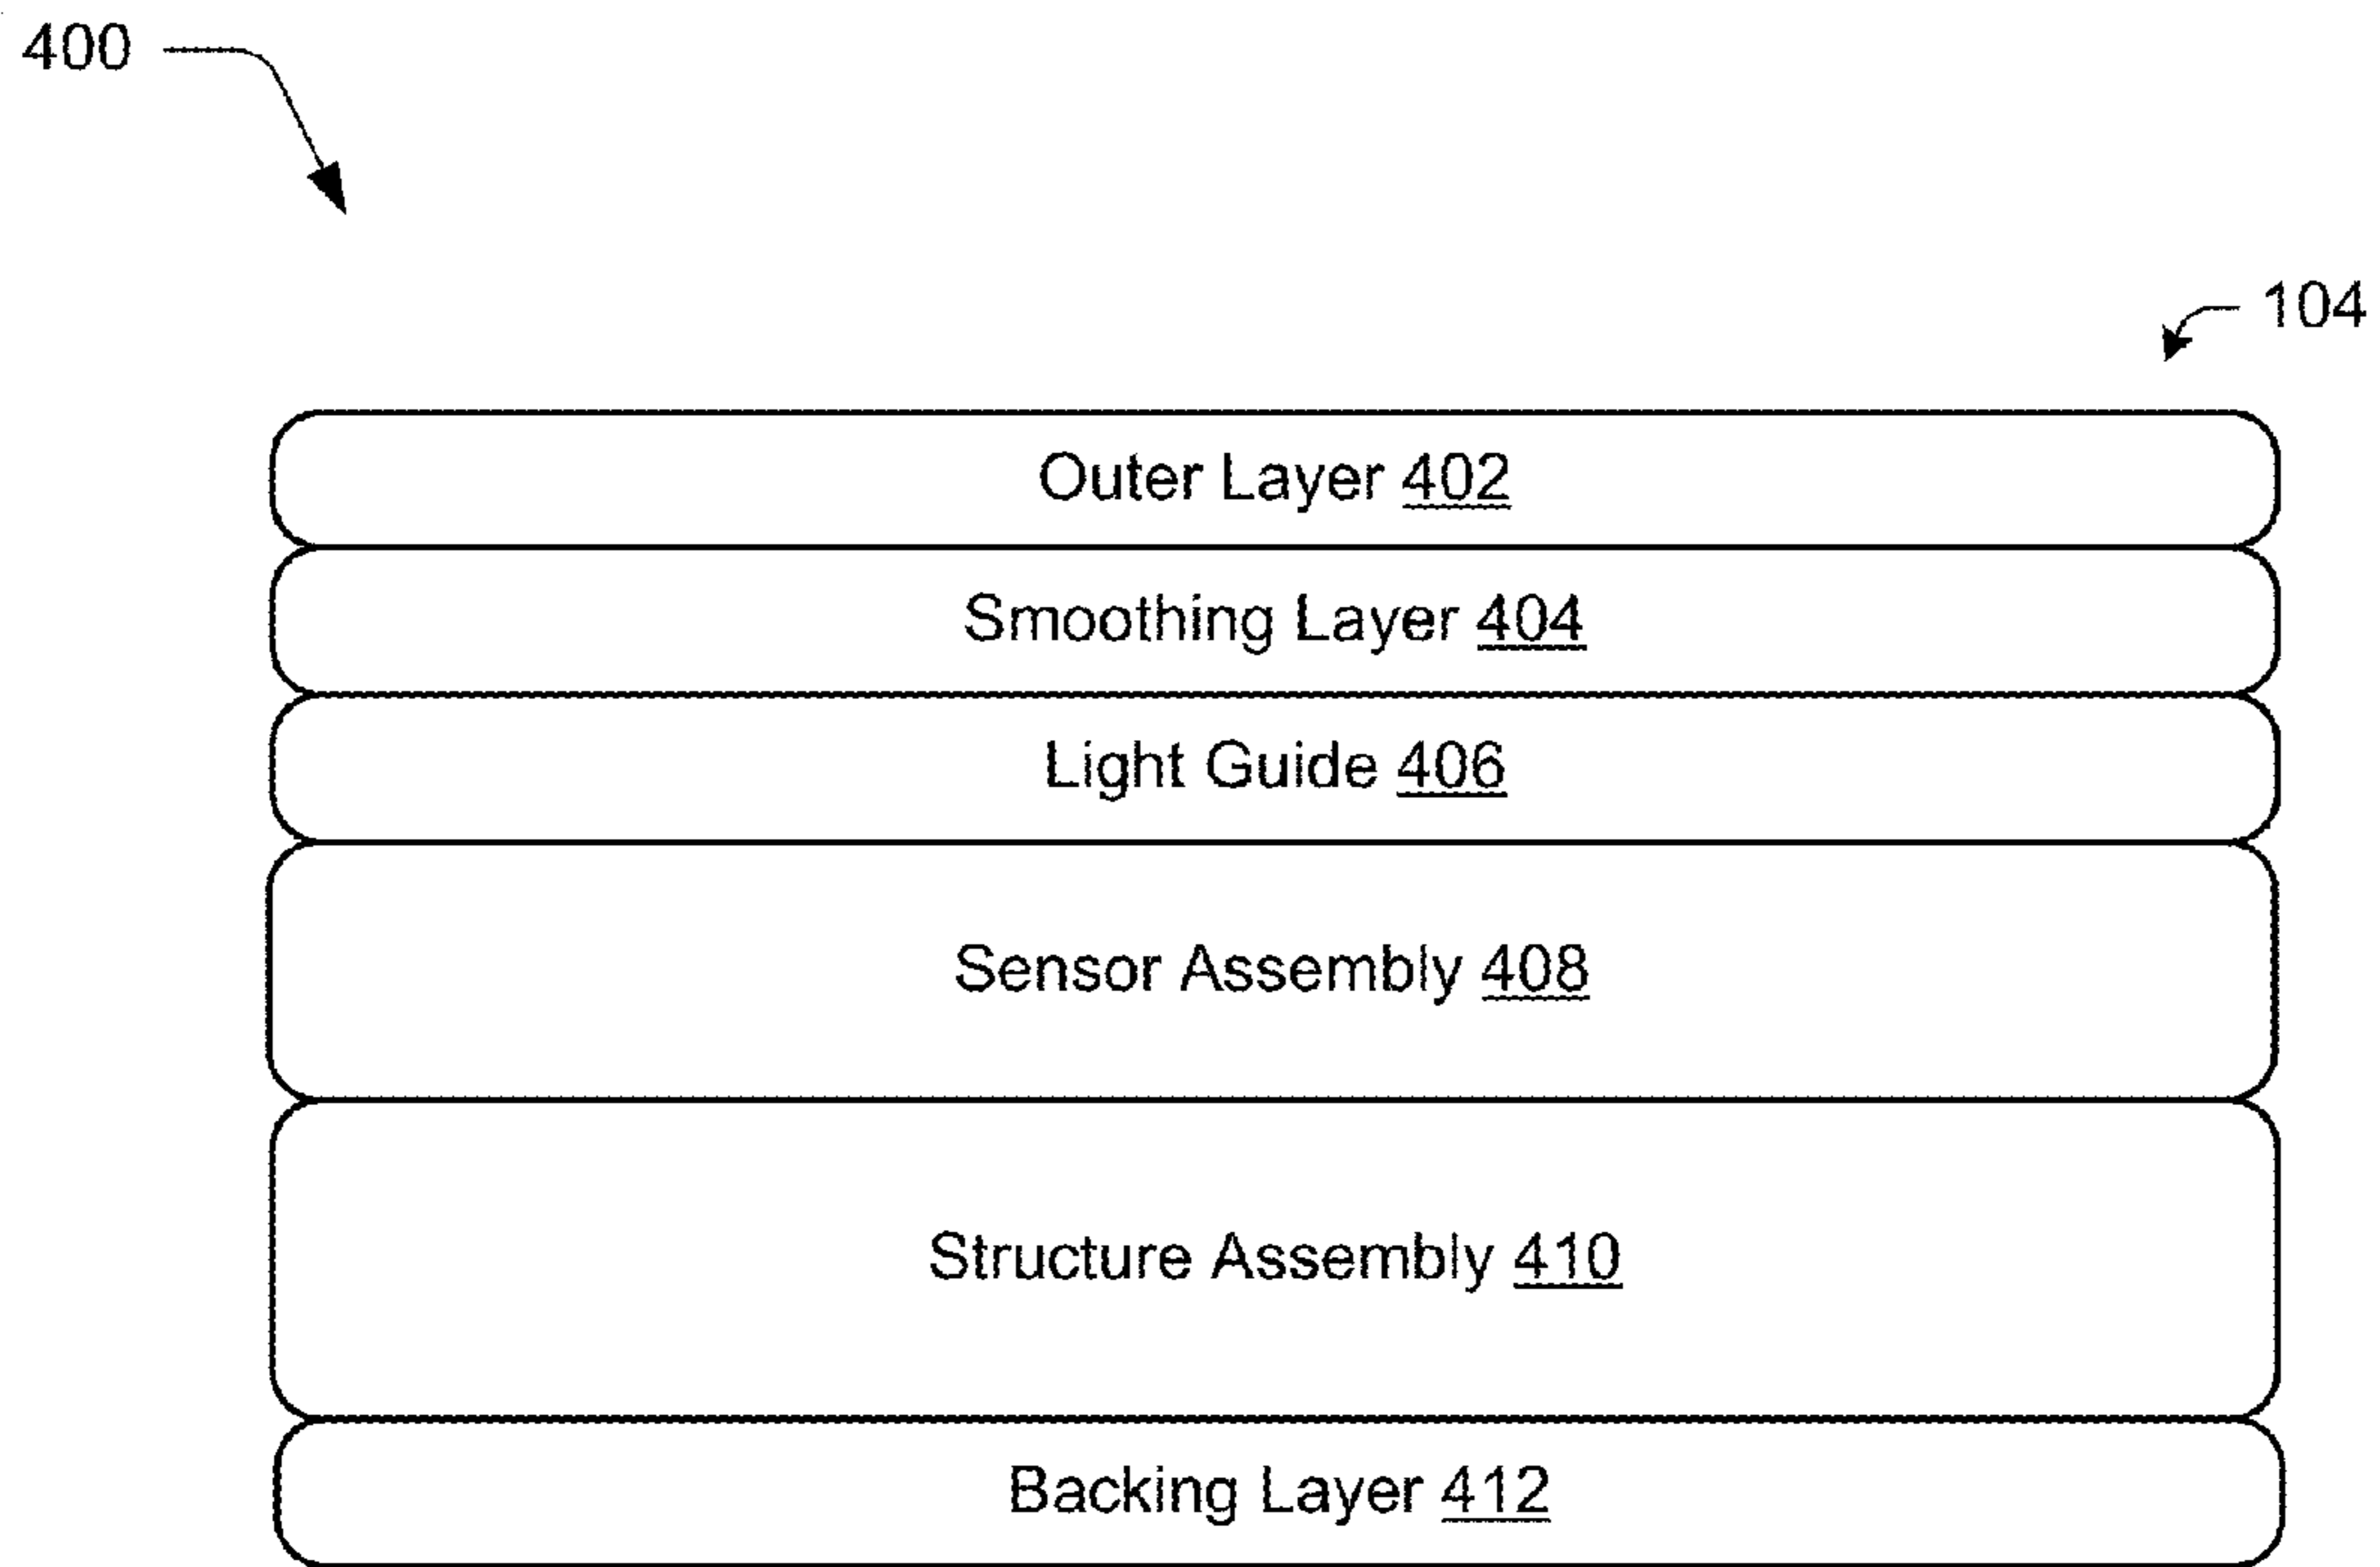 400
104
Outer Layer 402
Smoothing Layer 404
Light Guide 406
Sensor Assembly 408
Structure Assembly 410
Backing Layer 412